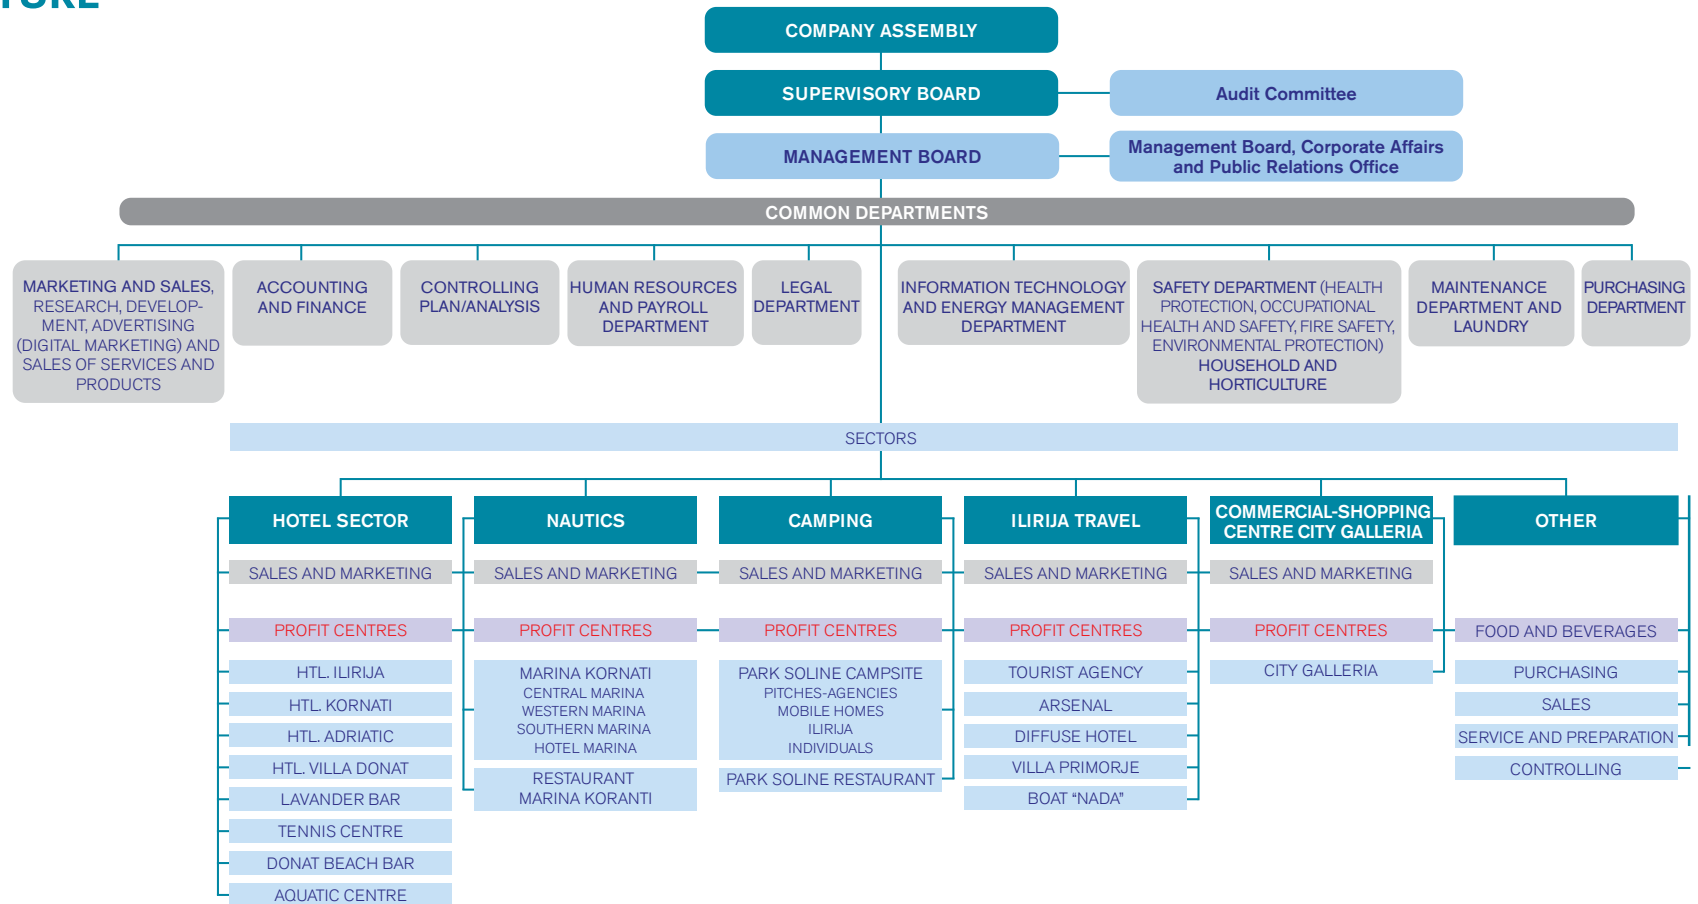 COMPANY ASSEMBLY
SUPERVISORY BOARD
Audit Committee
MANAGEMENT BOARD
Management Board, Corporate Affairs
and Public Relations Office
COMMON DEPARTMENTS
MARKETING AND SALES,
RESEARCH, DEVELOP-
MENT, ADVERTISING
(DIGITAL MARKETING) AND
SALES OF SERVICES AND
PRODUCTS
ACCOUNTING
AND FINANCE
CONTROLLING
PLAN/ANALYSIS
HUMAN RESOURCES
AND PAYROLL
DEPARTMENT
LEGAL
DEPARTMENT
INFORMATION TECHNOLOGY
AND ENERGY MANAGEMENT
DEPARTMENT
SAFETY DEPARTMENT (HEALTH
PROTECTION, OCCUPATIONAL
HEALTH AND SAFETY, FIRE SAFETY,
ENVIRONMENTAL PROTECTION)
HOUSEHOLD AND
HORTICULTURE
MAINTENANCE
DEPARTMENT AND
LAUNDRY
PURCHASING
DEPARTMENT
SECTORS
HOTEL SECTOR
SALES AND MARKETING
PROFIT CENTRES
HTL. ILIRIJA
HTL. KORNATI
HTL. ADRIATIC
HTL. VILLA DONAT
LAVANDER BAR
TENNIS CENTRE
DONAT BEACH BAR
AQUATIC CENTRE
NAUTICS
SALES AND MARKETING
PROFIT CENTRES
MARINA KORNATI
CENTRAL MARINA
WESTERN MARINA
SOUTHERN MARINA
HOTEL MARINA
RESTAURANT
MARINA KORANTI
CAMPING
SALES AND MARKETING
PROFIT CENTRES
PARK SOLINE CAMPSITE
PITCHES-AGENCIES
MOBILE HOMES
ILIRIJA
INDIVIDUALS
PARK SOLINE RESTAURANT
ILIRIJA TRAVEL
SALES AND MARKETING
PROFIT CENTRES
TOURIST AGENCY
ARSENAL
DIFFUSE HOTEL
VILLA PRIMORJE
BOAT “NADA”
COMMERCIAL-SHOPPING
CENTRE CITY GALLERIA
SALES AND MARKETING
PROFIT CENTRES
CITY GALLERIA
OTHER
FOOD AND BEVERAGES
PURCHASING
SALES
SERVICE AND PREPARATION
CONTROLLING